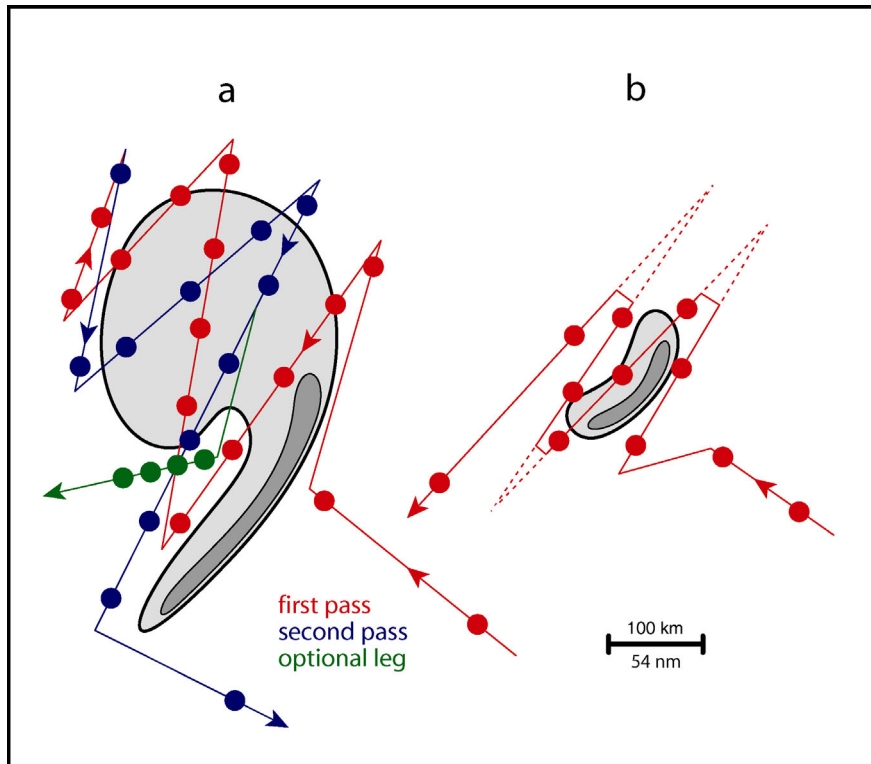 a
b
first pass
second pass
optional leg
100 km
54 nm